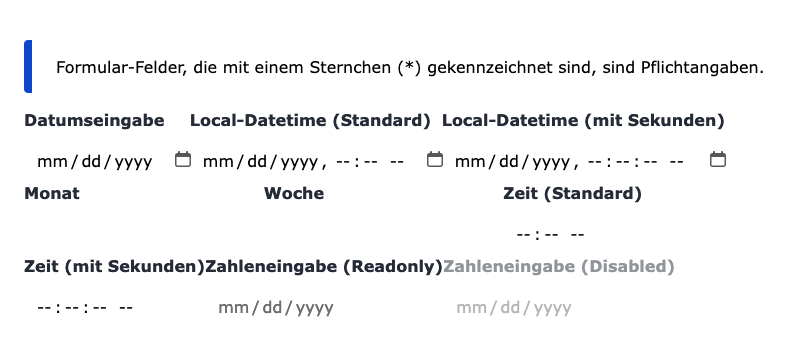 Formular-Felder, die mit einem Sternchen (*) gekennzeichnet sind, sind Pflichtangaben.
Datumseingabe Local-Datetime (Standard) Local-Datetime (mit Sekunden)
mm/dd/yyyy mm/dd/yyyy, --:-- -- mm/dd/yyyy, --:--:-- --
Monat Woche Zeit (Standard)
--:-- --
Zeit (mit Sekunden) Zahleneingabe (Readonly) Zahleneingabe (Disabled)
--:--:-- -- mm/dd/yyyy mm/dd/yyyy